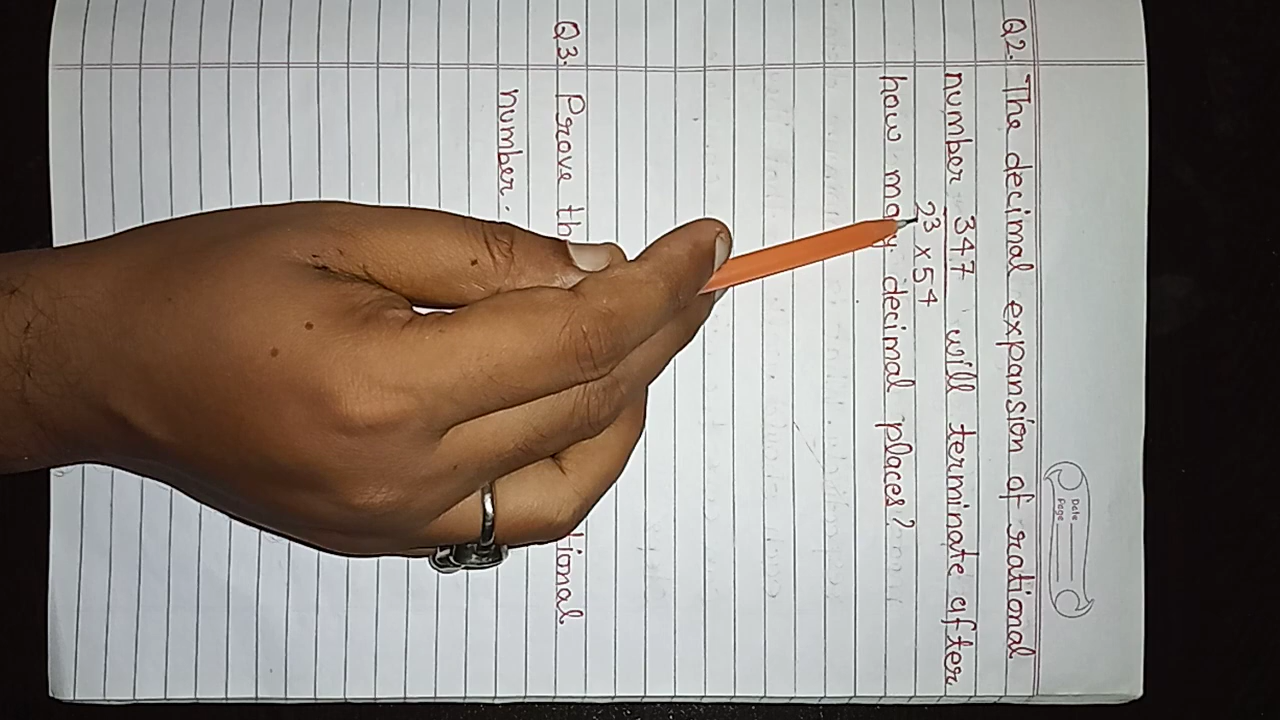 Date
Page
Q2. The decimal expansion of rational
number 347 will terminate after
2³ x 5⁴
how many decimal places?
Q3. Prove th tional
number.